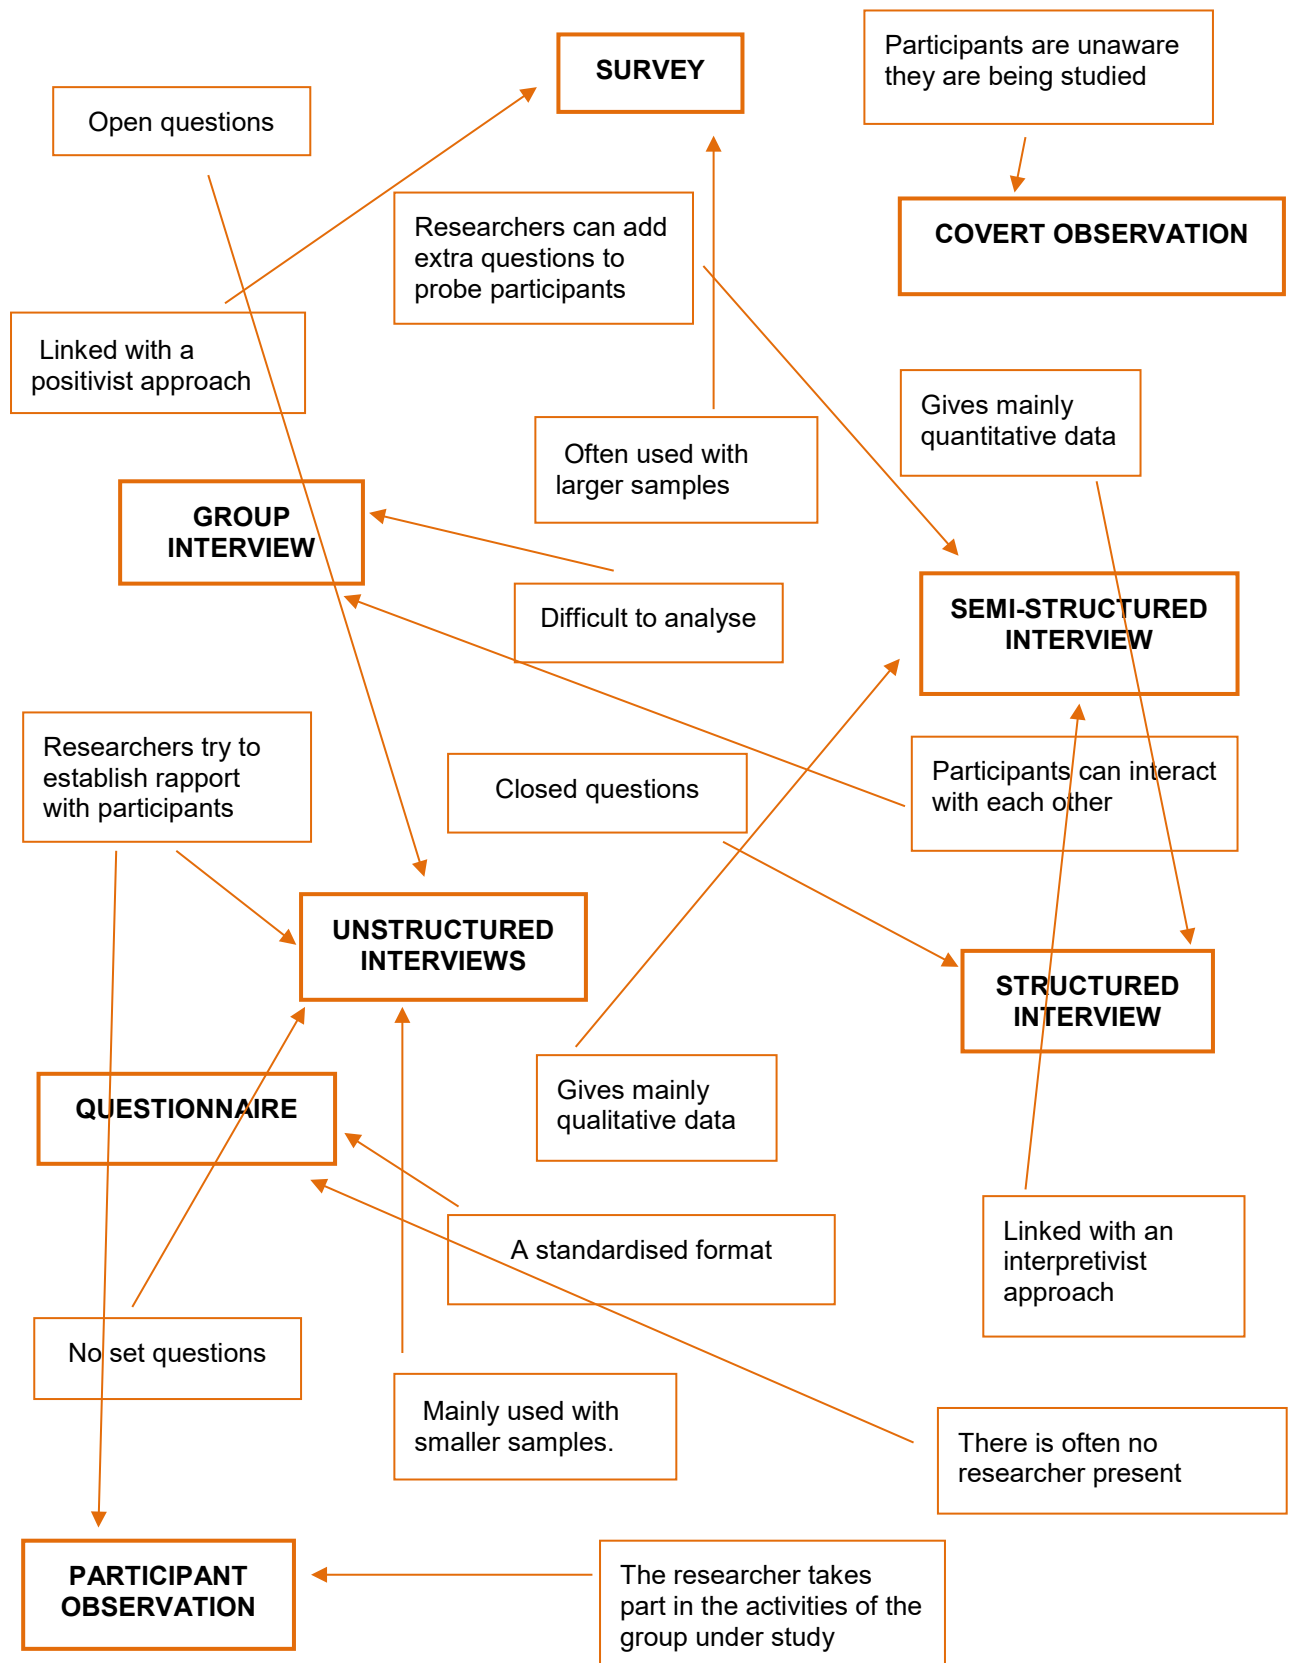 SURVEY
Participants are unaware
they are being studied
Open questions
COVERT OBSERVATION
Researchers can add
extra questions to
probe participants
Linked with a
positivist approach
Gives mainly
quantitative data
Often used with
larger samples
GROUP
INTERVIEW
Difficult to analyse
SEMI-STRUCTURED
INTERVIEW
Researchers try to
establish rapport
with participants
Closed questions
Participants can interact
with each other
UNSTRUCTURED
INTERVIEWS
STRUCTURED
INTERVIEW
QUESTIONNAIRE
Gives mainly
qualitative data
A standardised format
Linked with an
interpretivist
approach
No set questions
Mainly used with
smaller samples.
There is often no
researcher present
PARTICIPANT
OBSERVATION
The researcher takes
part in the activities of the
group under study